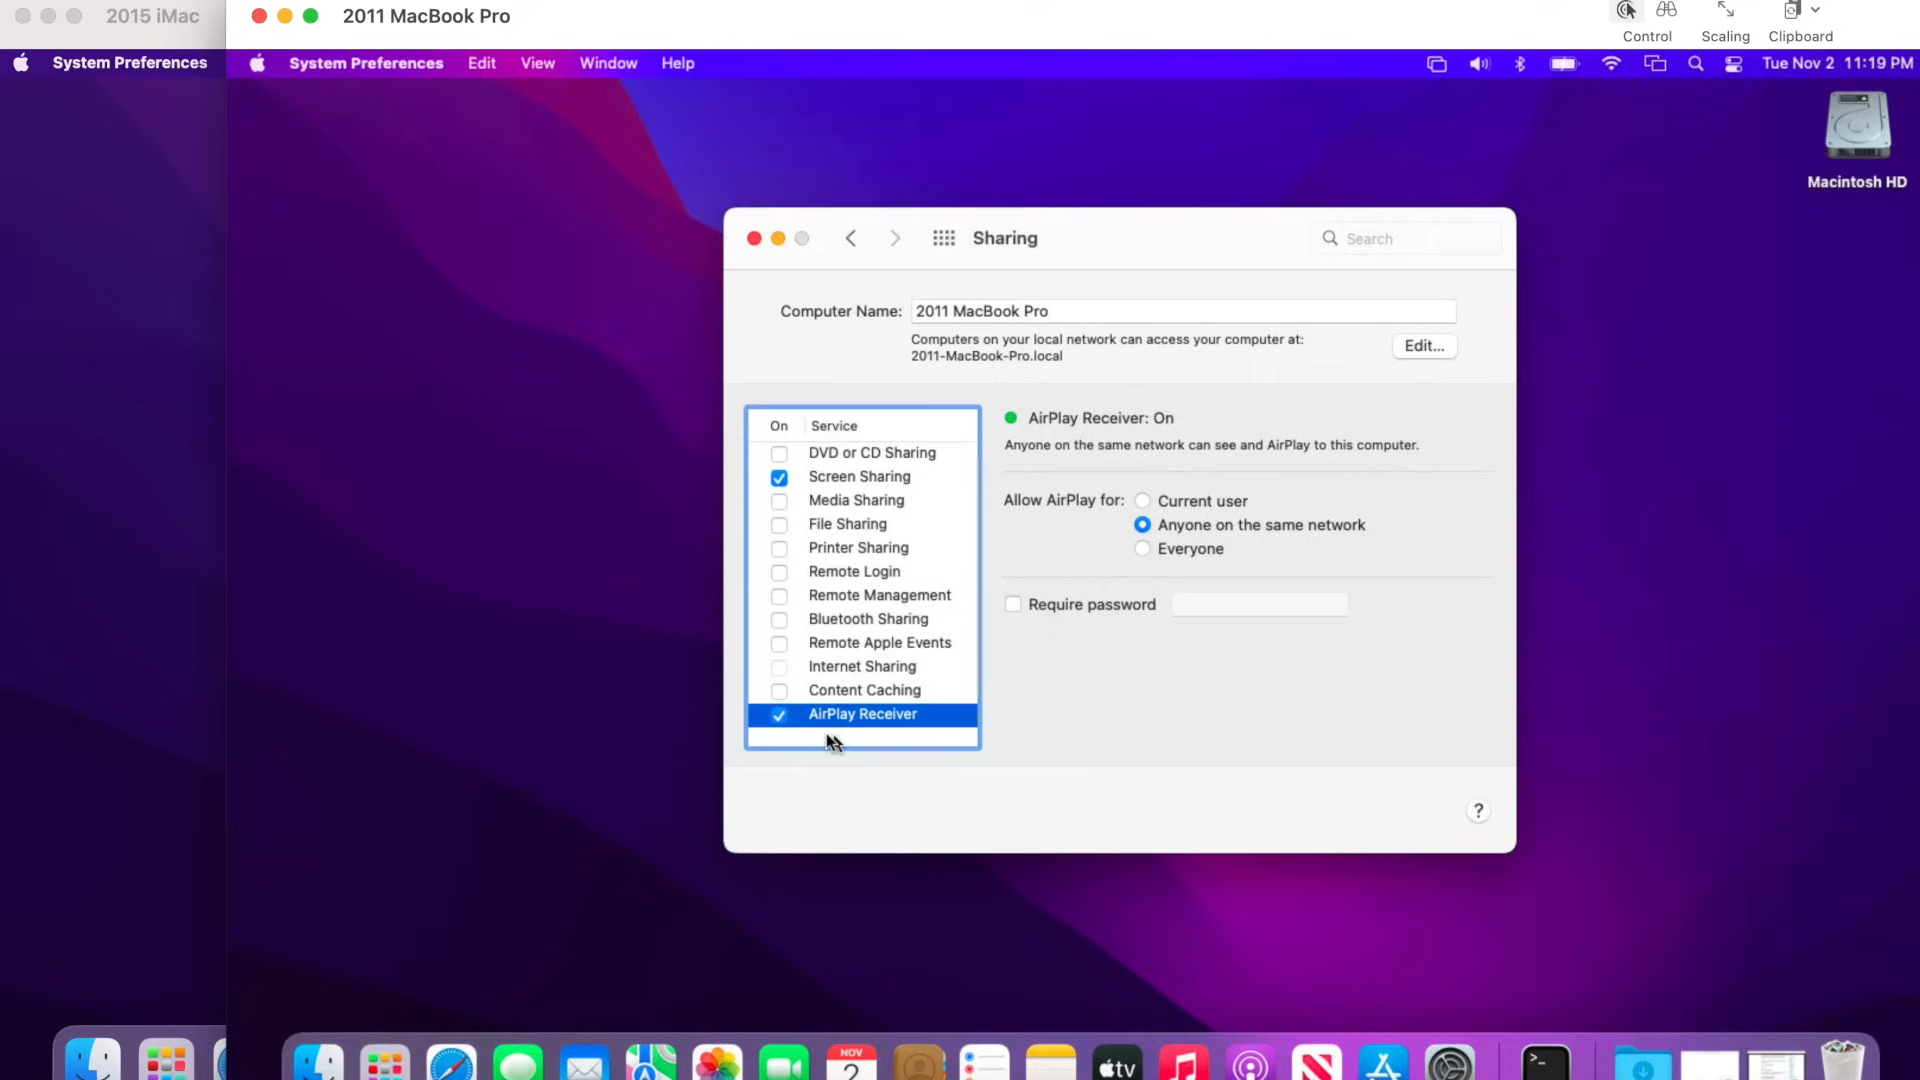 2015 iMac
2011 MacBook Pro
Control
Scaling
Clipboard
System Preferences
System Preferences Edit View Window Help
Tue Nov 2 11:19 PM
Macintosh HD
Sharing
Search
Computer Name: 2011 MacBook Pro
Computers on your local network can access your computer at:
2011-MacBook-Pro.local
Edit...
On Service
DVD or CD Sharing
Screen Sharing
Media Sharing
File Sharing
Printer Sharing
Remote Login
Remote Management
Bluetooth Sharing
Remote Apple Events
Internet Sharing
Content Caching
AirPlay Receiver
AirPlay Receiver: On
Anyone on the same network can see and AirPlay to this computer.
Allow AirPlay for: Current user
Anyone on the same network
Everyone
Require password
?
NOV
2
tv
>_